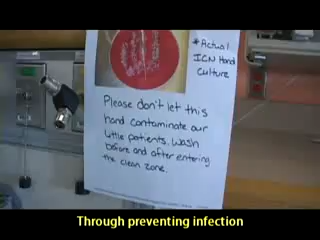 *Actual
ICN Hand
Culture
Please don't let this
hand contaminate our
little patients. Wash
before and after entering
the clean zone.
Through preventing infection